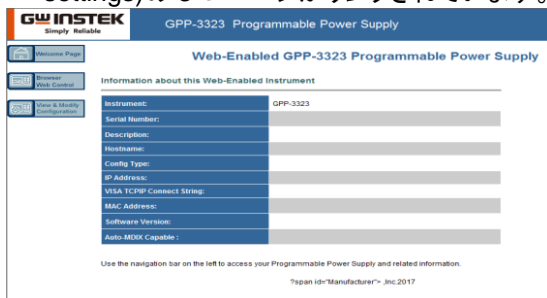 GW INSTEK
Simply Reliable
GPP-3323 Programmable Power Supply
Welcome Page
Browser
Web Control
View & Modify
Configuration
Web-Enabled GPP-3323 Programmable Power Supply
Information about this Web-Enabled Instrument
Instrument: GPP-3323
Serial Number:
Description:
Hostname:
Config Type:
IP Address:
VISA TCPIP Connect String:
MAC Address:
Software Version:
Auto-MDIX Capable :
Use the navigation bar on the left to access your Programmable Power Supply and related information.
?span id="Manufacturer"> ,Inc.2017